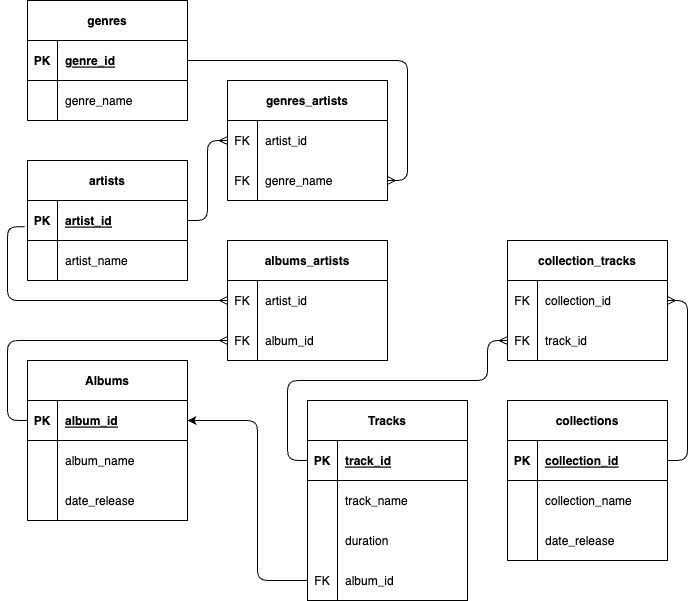 genres
PK genre_id
genre_name
genres_artists
FK artist_id
FK genre_name
artists
PK artist_id
artist_name
albums_artists
FK artist_id
FK album_id
collection_tracks
FK collection_id
FK track_id
Albums
PK album_id
album_name
date_release
Tracks
PK track_id
track_name
duration
FK album_id
collections
PK collection_id
collection_name
date_release